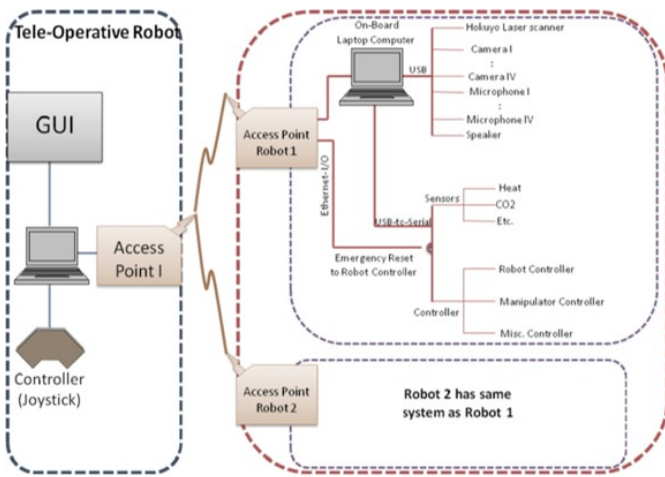 Tele-Operative Robot
GUI
Access
Point I
Controller
(Joystick)
Access Point
Robot 1
Ethernet-I/O
On-Board
Laptop Computer
USB
Hokuyo Laser scanner
Camera I
:
Camera IV
Microphone I
:
Microphone IV
Speaker
USB-to-Serial
Sensors
Heat
CO2
Etc.
Emergency Reset
to Robot Controller
Controller
Robot Controller
Manipulator Controller
Misc. Controller
Access Point
Robot 2
Robot 2 has same
system as Robot 1